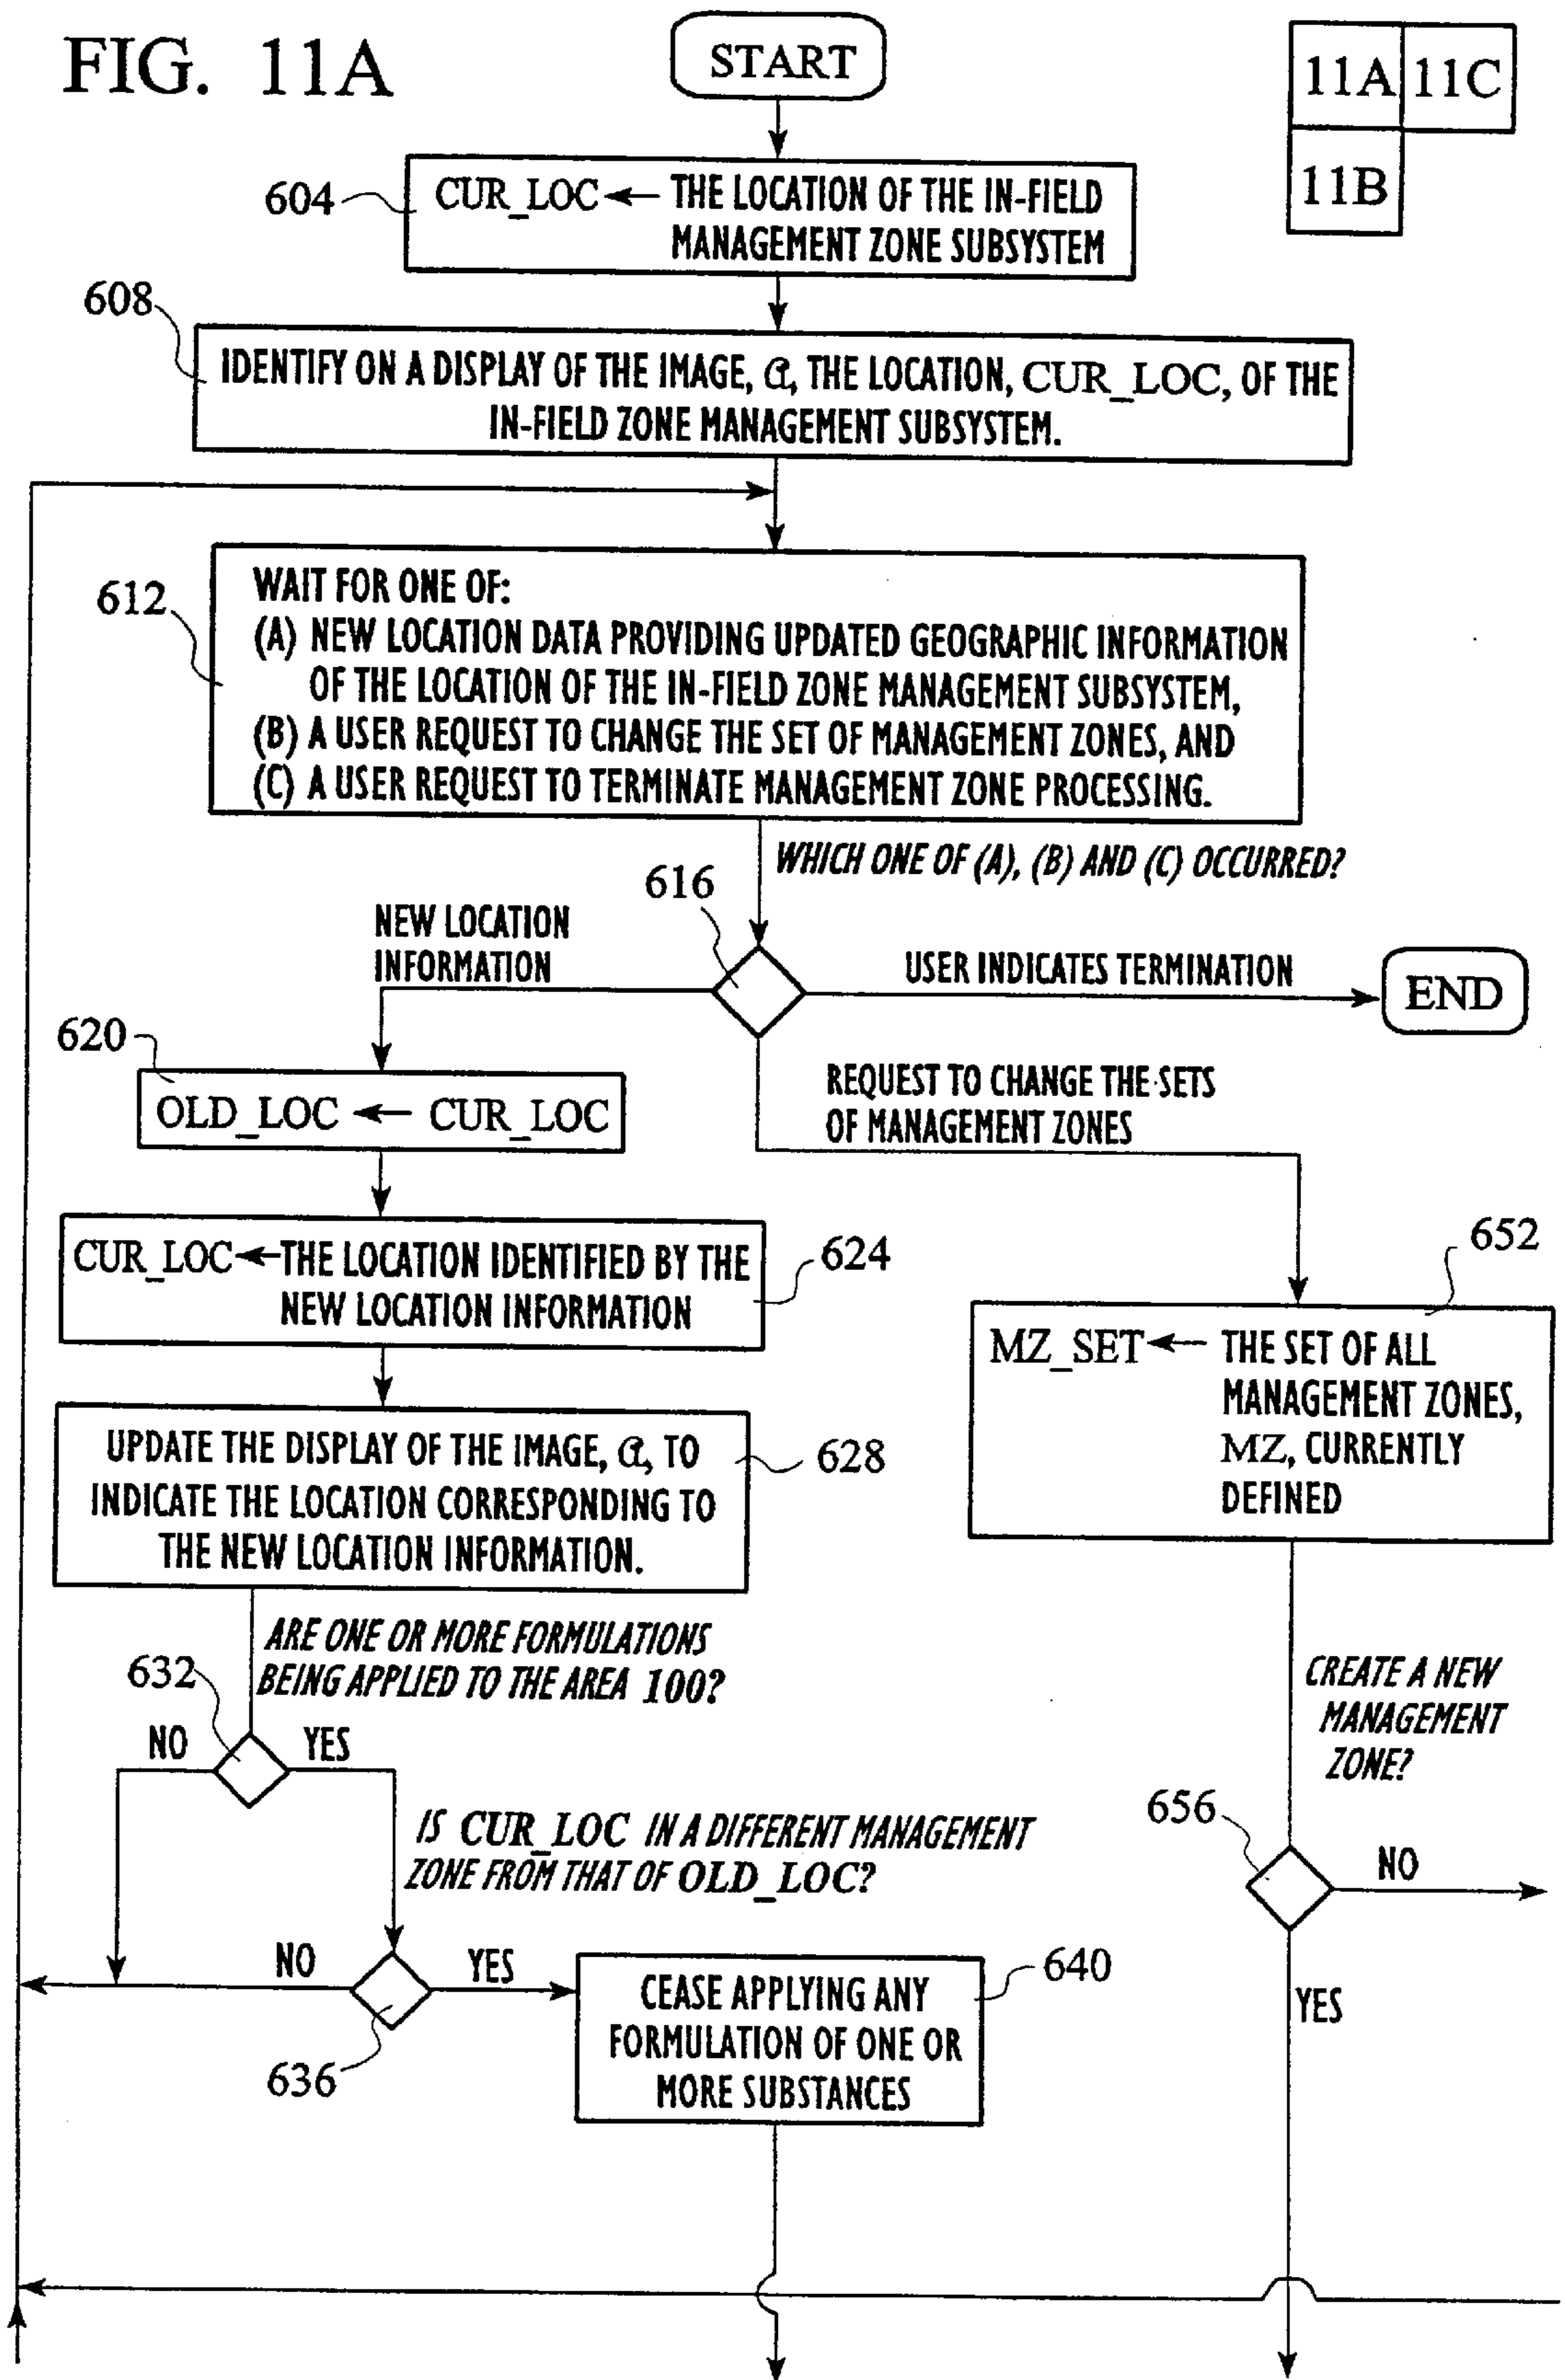 FIG. 11A
START
11A 11C
11B
604
CUR_LOC ← THE LOCATION OF THE IN-FIELD
MANAGEMENT ZONE SUBSYSTEM
608
IDENTIFY ON A DISPLAY OF THE IMAGE, a, THE LOCATION, CUR_LOC, OF THE
IN-FIELD ZONE MANAGEMENT SUBSYSTEM.
612
WAIT FOR ONE OF:
(A) NEW LOCATION DATA PROVIDING UPDATED GEOGRAPHIC INFORMATION
OF THE LOCATION OF THE IN-FIELD ZONE MANAGEMENT SUBSYSTEM,
(B) A USER REQUEST TO CHANGE THE SET OF MANAGEMENT ZONES, AND
(C) A USER REQUEST TO TERMINATE MANAGEMENT ZONE PROCESSING.
WHICH ONE OF (A), (B) AND (C) OCCURRED?
616
NEW LOCATION
INFORMATION
USER INDICATES TERMINATION
END
620
OLD_LOC ← CUR_LOC
REQUEST TO CHANGE THE SETS
OF MANAGEMENT ZONES
CUR_LOC ← THE LOCATION IDENTIFIED BY THE
NEW LOCATION INFORMATION
624
652
MZ_SET ← THE SET OF ALL
MANAGEMENT ZONES,
MZ, CURRENTLY
DEFINED
UPDATE THE DISPLAY OF THE IMAGE, a, TO
INDICATE THE LOCATION CORRESPONDING TO
THE NEW LOCATION INFORMATION.
628
ARE ONE OR MORE FORMULATIONS
BEING APPLIED TO THE AREA 100?
632
NO
YES
CREATE A NEW
MANAGEMENT
ZONE?
656
NO
YES
IS CUR_LOC IN A DIFFERENT MANAGEMENT
ZONE FROM THAT OF OLD_LOC?
NO
YES
636
CEASE APPLYING ANY
FORMULATION OF ONE OR
MORE SUBSTANCES
640